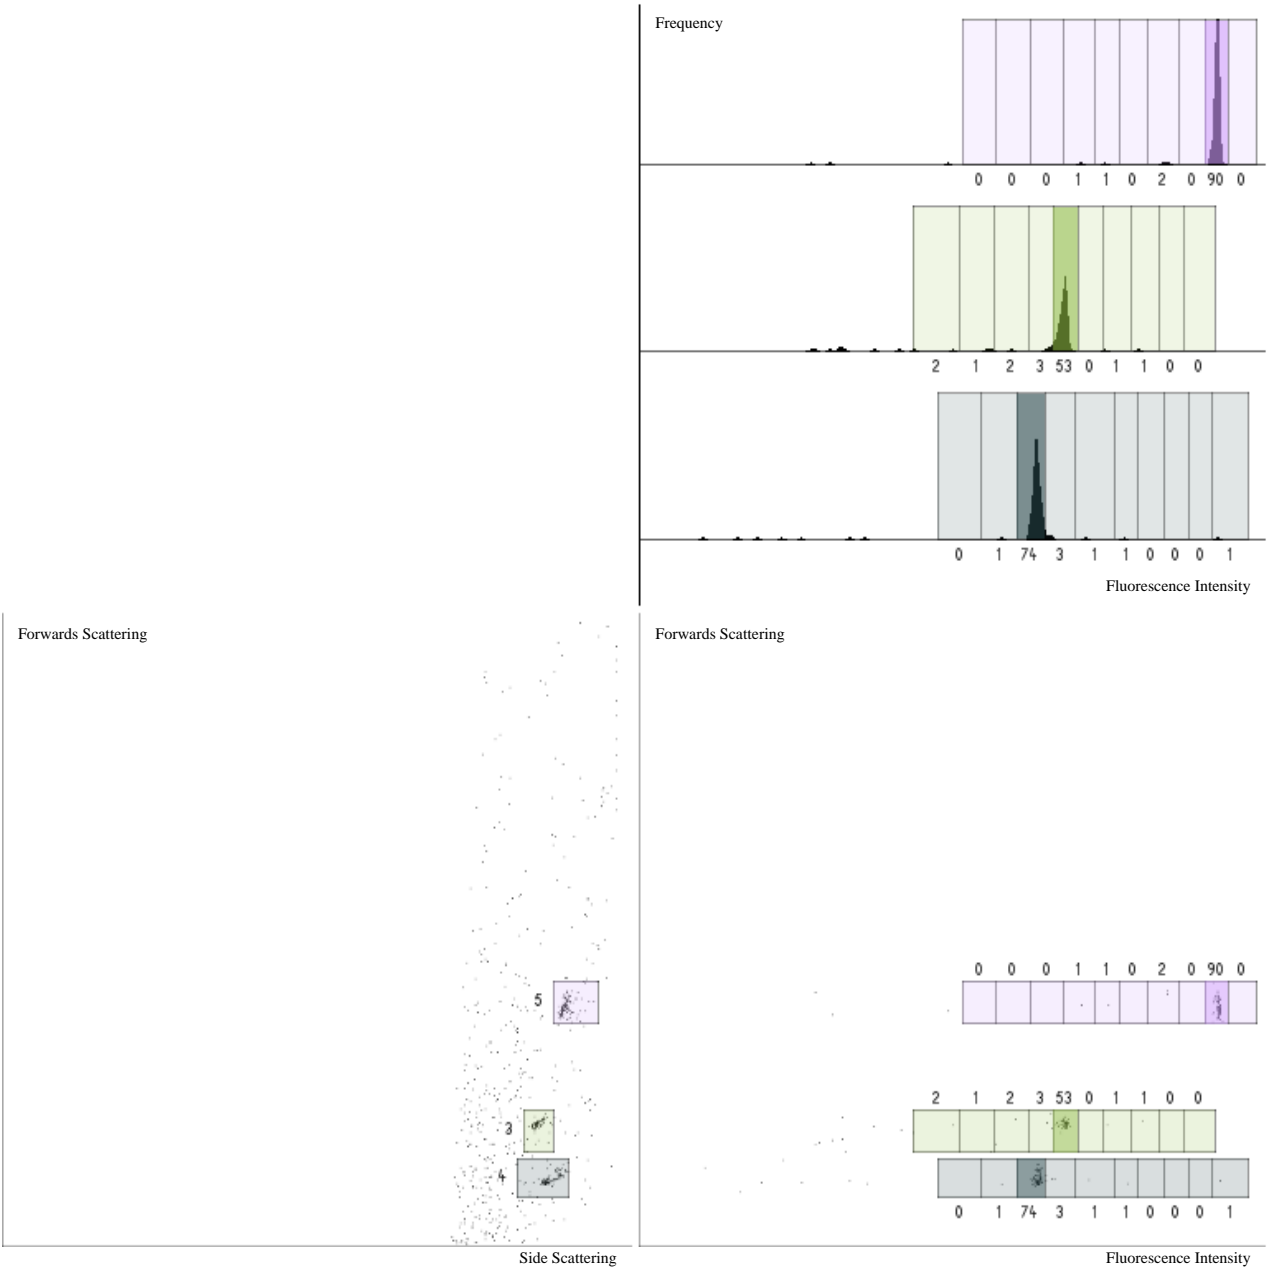 Frequency
0 0 0 1 1 0 2 0 90 0
2 1 2 3 53 0 1 1 0 0
0 1 74 3 1 1 0 0 0 1
Fluorescence Intensity
Forwards Scattering
5
3
4
Side Scattering
Forwards Scattering
0 0 0 1 1 0 2 0 90 0
2 1 2 3 53 0 1 1 0 0
0 1 74 3 1 1 0 0 0 1
Fluorescence Intensity